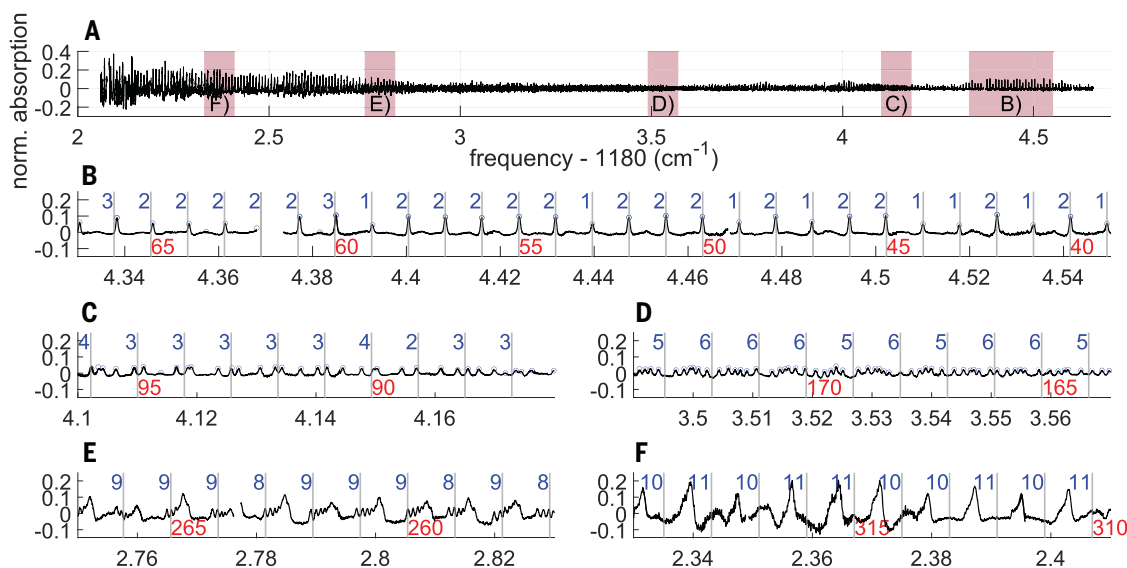 A
norm. absorption
0.4
0.2
0
-0.2
F) E) D) C) B)
2 2.5 3 3.5 4 4.5
frequency - 1180 (cm-1)
B
0.2
0.1
0
-0.1
3 2 2 2 2 2 3 1 2 2 2 2 2 1 2 2 2 1 2 1 2 2 1 1 2 2 2 1
65 60 55 50 45 40
4.34 4.36 4.38 4.4 4.42 4.44 4.46 4.48 4.5 4.52 4.54
C
0.2
0.1
0
-0.1
4 3 3 3 3 3 4 2 3 3
95 90
4.1 4.12 4.14 4.16
D
0.2
0.1
0
-0.1
5 6 6 6 5 6 5 6 6 5
170 165
3.5 3.51 3.52 3.53 3.54 3.55 3.56
E
0.2
0.1
0
-0.1
9 9 9 8 9 9 9 8 9 8
265 260
2.76 2.78 2.8 2.82
F
0.2
0.1
0
-0.1
10 11 10 11 11 10 10 11 10 11
315 310
2.34 2.36 2.38 2.4